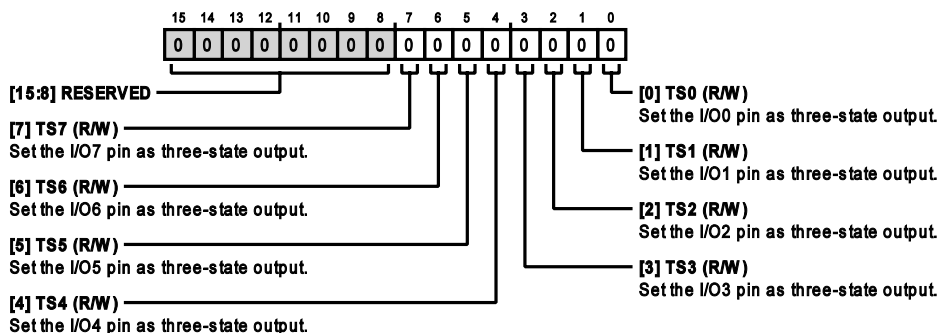 15 14 13 12 11 10 9 8 7 6 5 4 3 2 1 0
0 0 0 0 0 0 0 0 0 0 0 0 0 0 0 0
[15:8] RESERVED
[7] TS7 (R/W)
Set the I/O7 pin as three-state output.
[6] TS6 (R/W)
Set the I/O6 pin as three-state output.
[5] TS5 (R/W)
Set the I/O5 pin as three-state output.
[4] TS4 (R/W)
Set the I/O4 pin as three-state output.
[0] TS0 (R/W)
Set the I/O0 pin as three-state output.
[1] TS1 (R/W)
Set the I/O1 pin as three-state output.
[2] TS2 (R/W)
Set the I/O2 pin as three-state output.
[3] TS3 (R/W)
Set the I/O3 pin as three-state output.